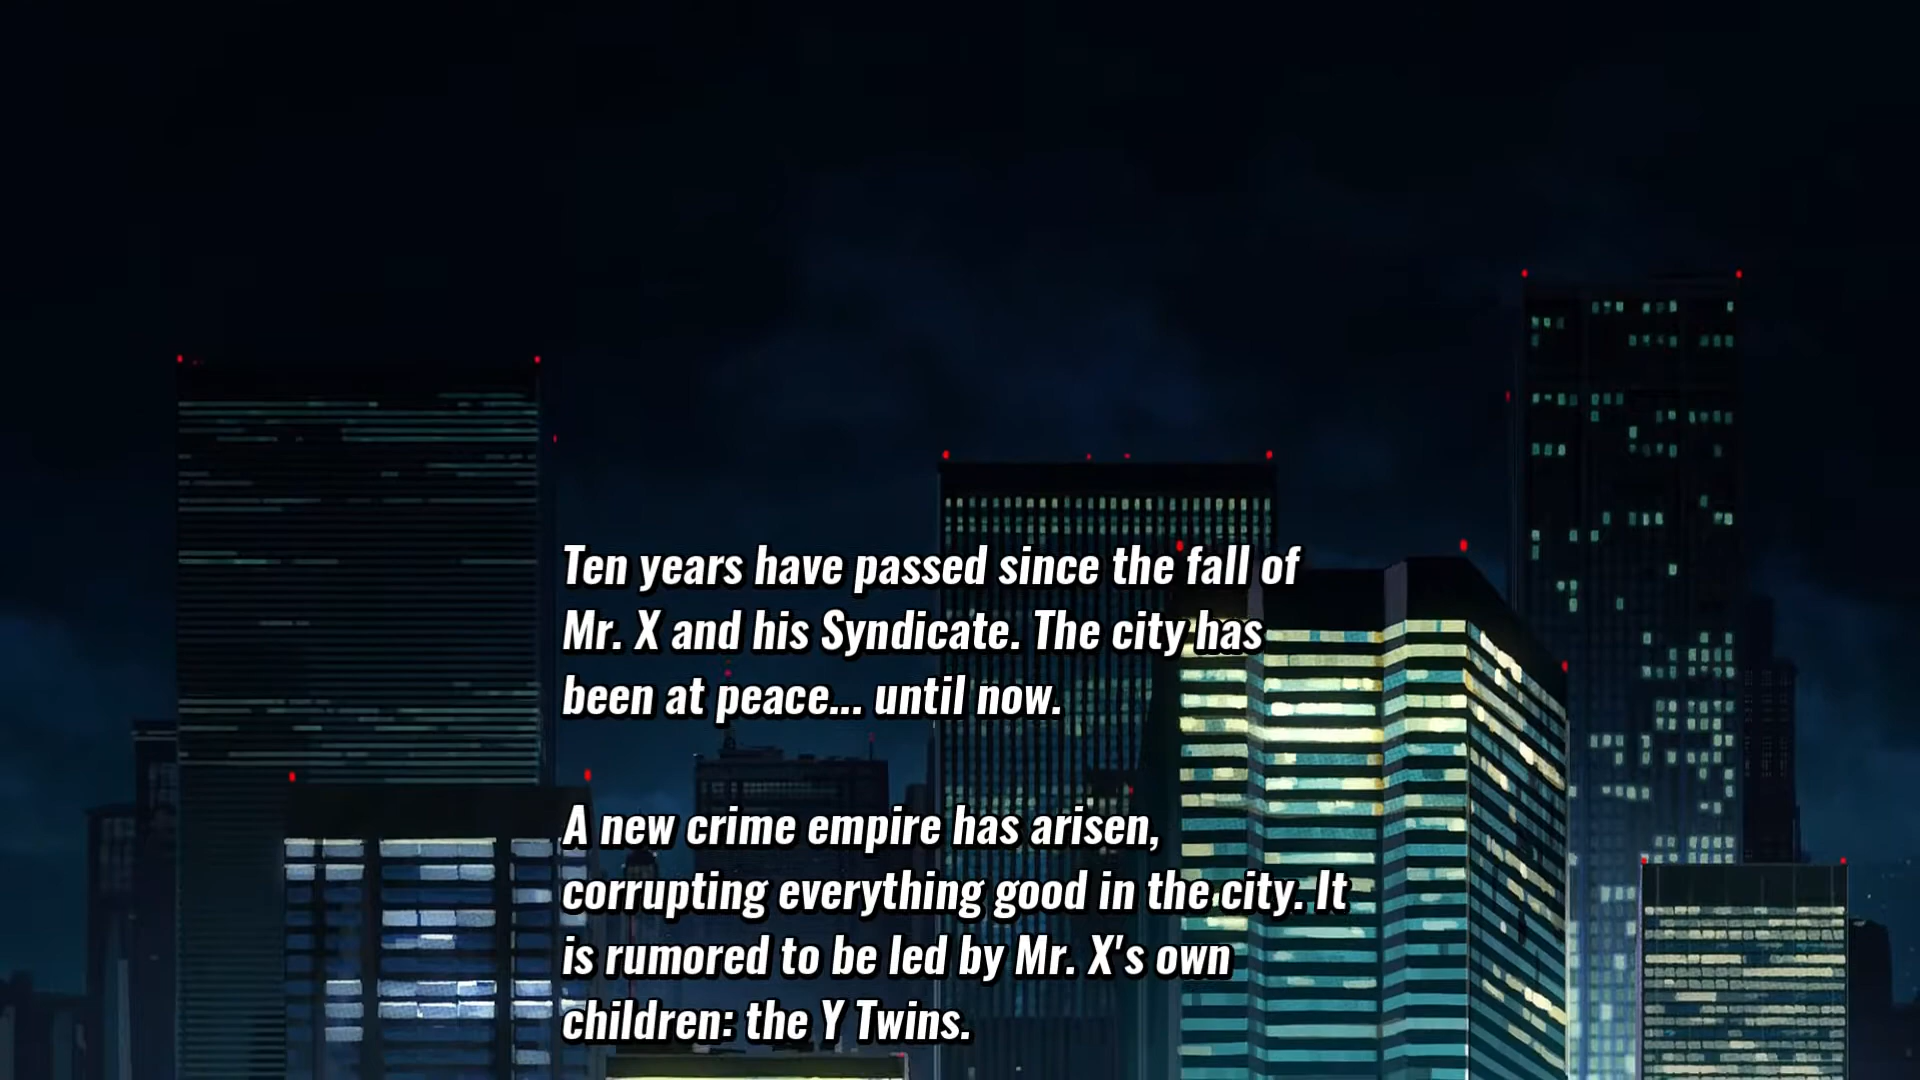 Ten years have passed since the fall of
Mr. X and his Syndicate. The city has
been at peace... until now.
A new crime empire has arisen,
corrupting everything good in the city. It
is rumored to be led by Mr. X's own
children: the Y Twins.